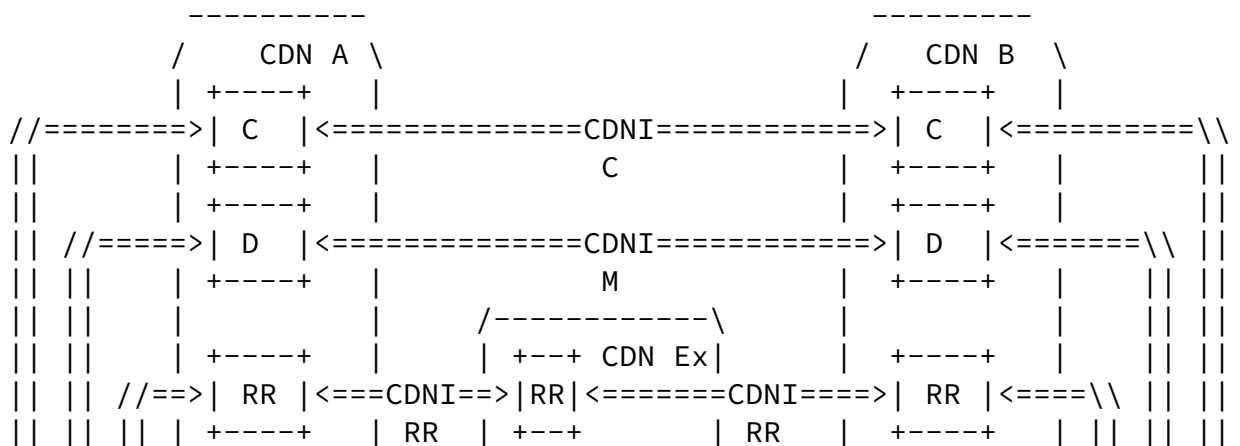 ----------                                 ---------
          /    CDN A \                               /   CDN B  \
          | +----+   |                              |  +----+   |
//========>| C  |<==============CDNI============>| C  |<==========\\
||        | +----+   |            C              |  +----+   |       ||
||        | +----+   |                              |  +----+   |       ||
|| //=====>| D  |<==============CDNI============>| D  |<=======\\ ||
|| ||     | +----+   |            M              |  +----+   |    || ||
|| ||     |          |     /------------\      |           |    || ||
|| ||     | +----+   |     | +--+ CDN Ex|      |  +----+   |    || ||
|| || //==>| RR |<===CDNI==>|RR|<=======CDNI====>| RR |<====\\ || ||
|| || ||  | +----+   | RR  | +--+       | RR   |  +----+   | || || ||